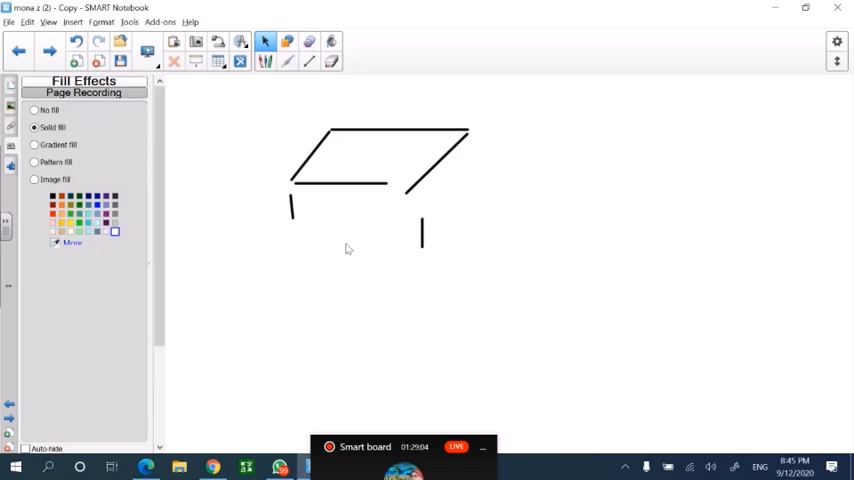 mona z (2) - Copy - SMART Notebook
File Edit View Insert Format Tools Add-ons Help
Fill Effects
Page Recording
No fill
Solid fill
Gradient fill
Pattern fill
Image fill
More
Auto-hide
Smart board 01:29:04 LIVE
99
ENG
8:45 PM
9/12/2020